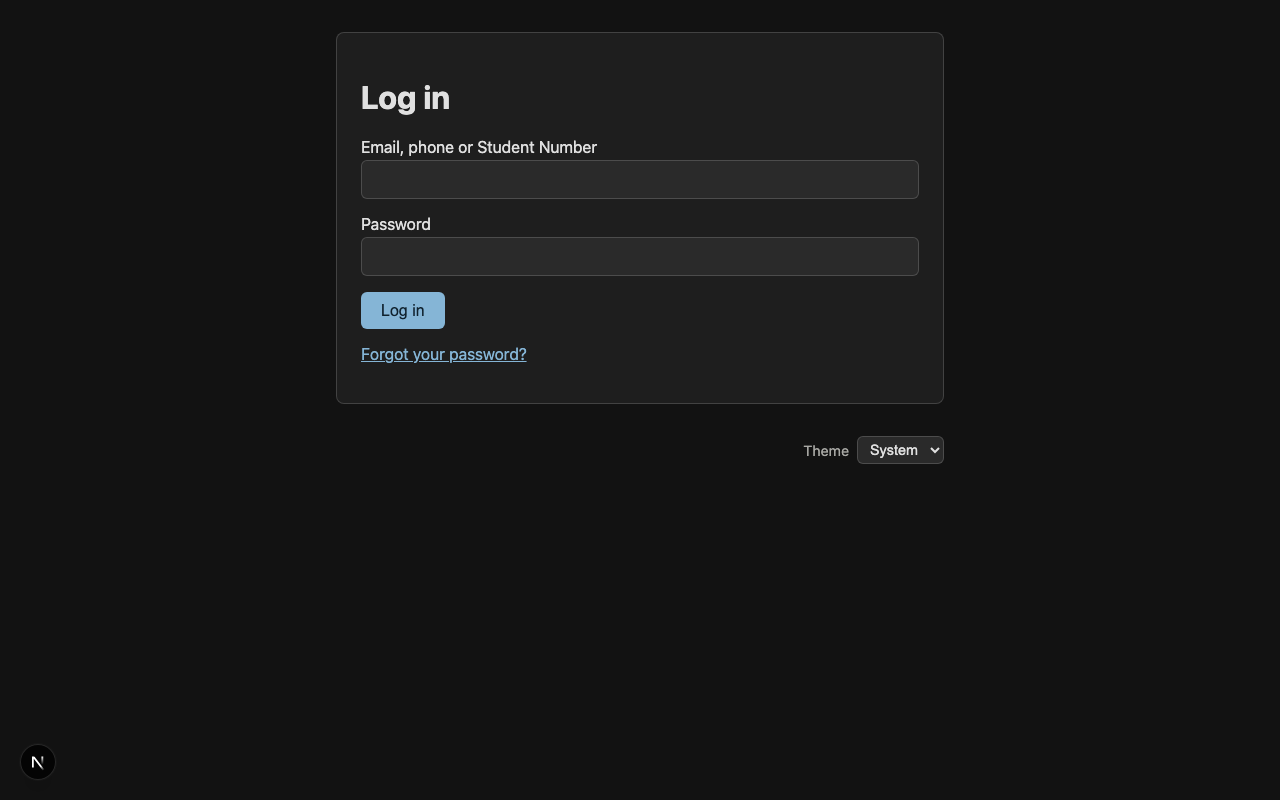 Log in
Email, phone or Student Number
Password
Log in
Forgot your password?
Theme System
N